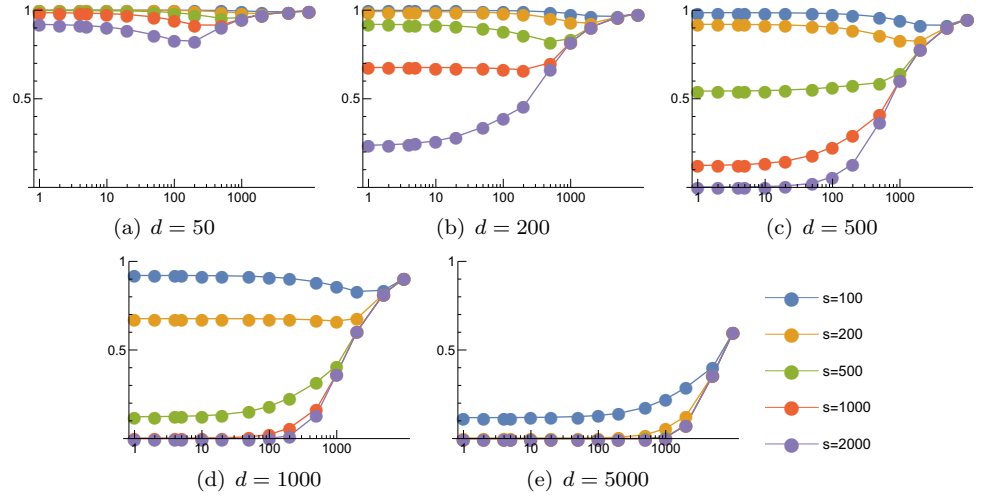 1
0.5
1 10 100 1000
(a) d = 50
1
0.5
1 10 100 1000
(b) d = 200
1
0.5
1 10 100 1000
(c) d = 500
1
0.5
1 10 100 1000
(d) d = 1000
1
0.5
1 10 100 1000
(e) d = 5000
s=100
s=200
s=500
s=1000
s=2000